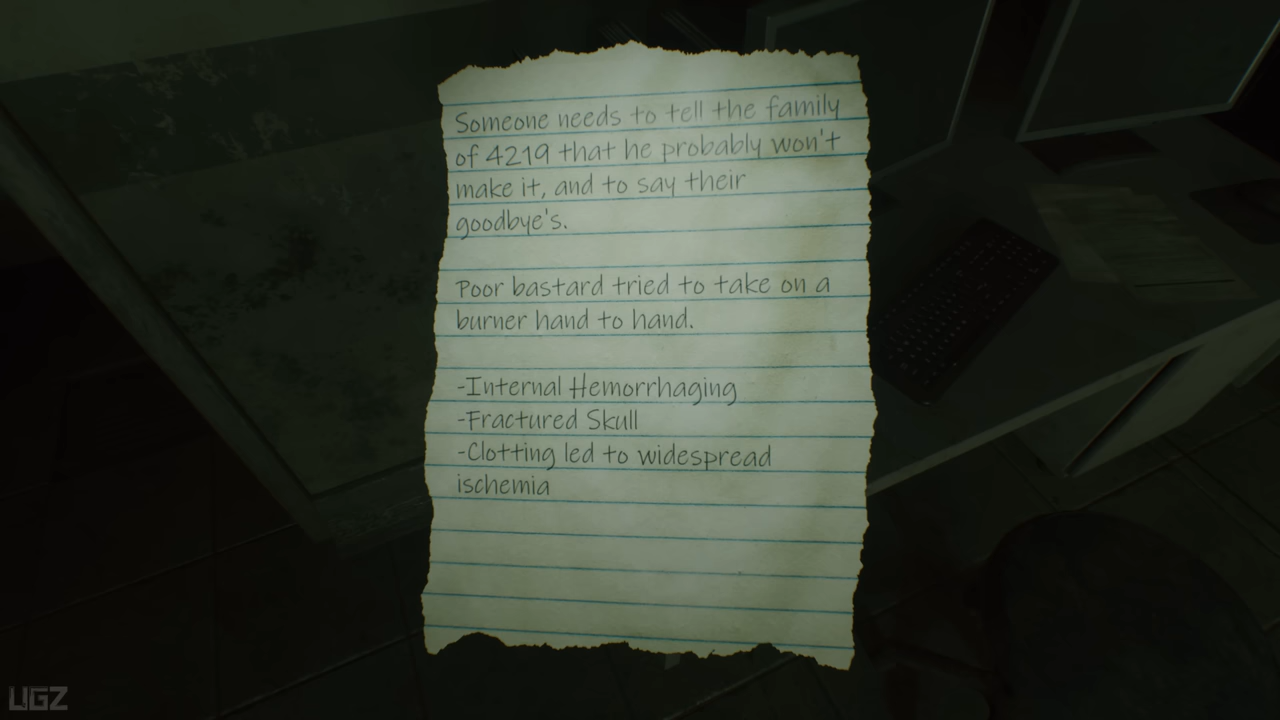 Someone needs to tell the family
of 4219 that he probably won't
make it, and to say their
goodbye's.
Poor bastard tried to take on a
burner hand to hand.
-Internal Hemorrhaging
-Fractured Skull
-Clotting led to widespread
ischemia
UGZ